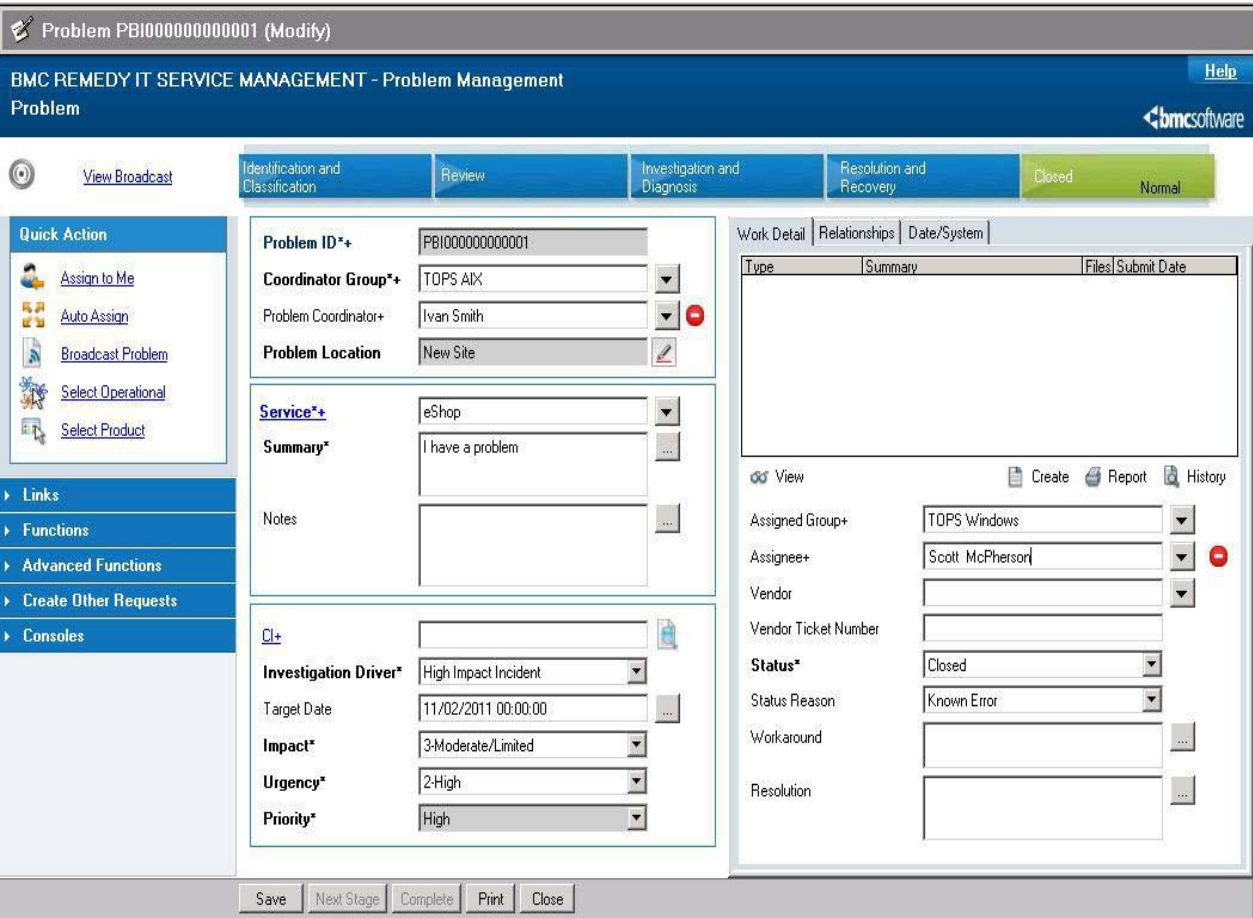 Problem PBI000000000001 (Modify)
Help
BMC REMEDY IT SERVICE MANAGEMENT - Problem Management
Problem
bmcsoftware
View Broadcast
Identification and
Classification
Review
Investigation and
Diagnosis
Resolution and
Recovery
Closed
Normal
Quick Action
Assign to Me
Auto Assign
Broadcast Problem
Select Operational
Select Product
Links
Functions
Advanced Functions
Create Other Requests
Consoles
Problem ID*+ PBI000000000001
Coordinator Group*+ TOPS AIX
Problem Coordinator+ Ivan Smith
Problem Location New Site
Service*+ eShop
Summary* I have a problem
...
Notes ...
CI+
Investigation Driver* High Impact Incident
Target Date 11/02/2011 00:00:00 ...
Impact* 3-Moderate/Limited
Urgency* 2-High
Priority* High
Work Detail Relationships Date/System
Type Summary Files Submit Date
View Create Report History
Assigned Group+ TOPS Windows
Assignee+ Scott McPherson
Vendor
Vendor Ticket Number
Status* Closed
Status Reason Known Error
Workaround ...
Resolution ...
Save Next Stage Complete Print Close